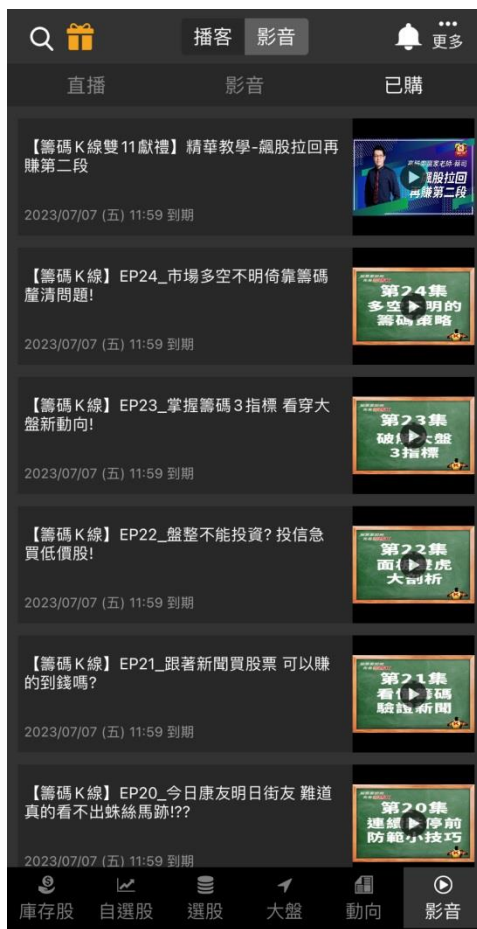 播客 影音
更多
直播 影音 已購
【籌碼K線雙11獻禮】精華教學-飆股拉回再
賺第二段
2023/07/07 (五) 11:59 到期
飆股拉回
再賺第二段
【籌碼K線】EP24_市場多空不明倚靠籌碼
釐清問題!
2023/07/07 (五) 11:59 到期
第24集
多空不明的
籌碼策略
【籌碼K線】EP23_掌握籌碼3指標 看穿大
盤新動向!
2023/07/07 (五) 11:59 到期
第23集
3指標
【籌碼K線】EP22_盤整不能投資? 投信急
買低價股!
2023/07/07 (五) 11:59 到期
第22集
大剖析
【籌碼K線】EP21_跟著新聞買股票 可以賺
的到錢嗎?
2023/07/07 (五) 11:59 到期
第21集
驗證新聞
【籌碼K線】EP20_今日康友明日街友 難道
真的看不出蛛絲馬跡!??
2023/07/07 (五) 11:59 到期
第20集
防範小技巧
庫存股 自選股 選股 大盤 動向 影音